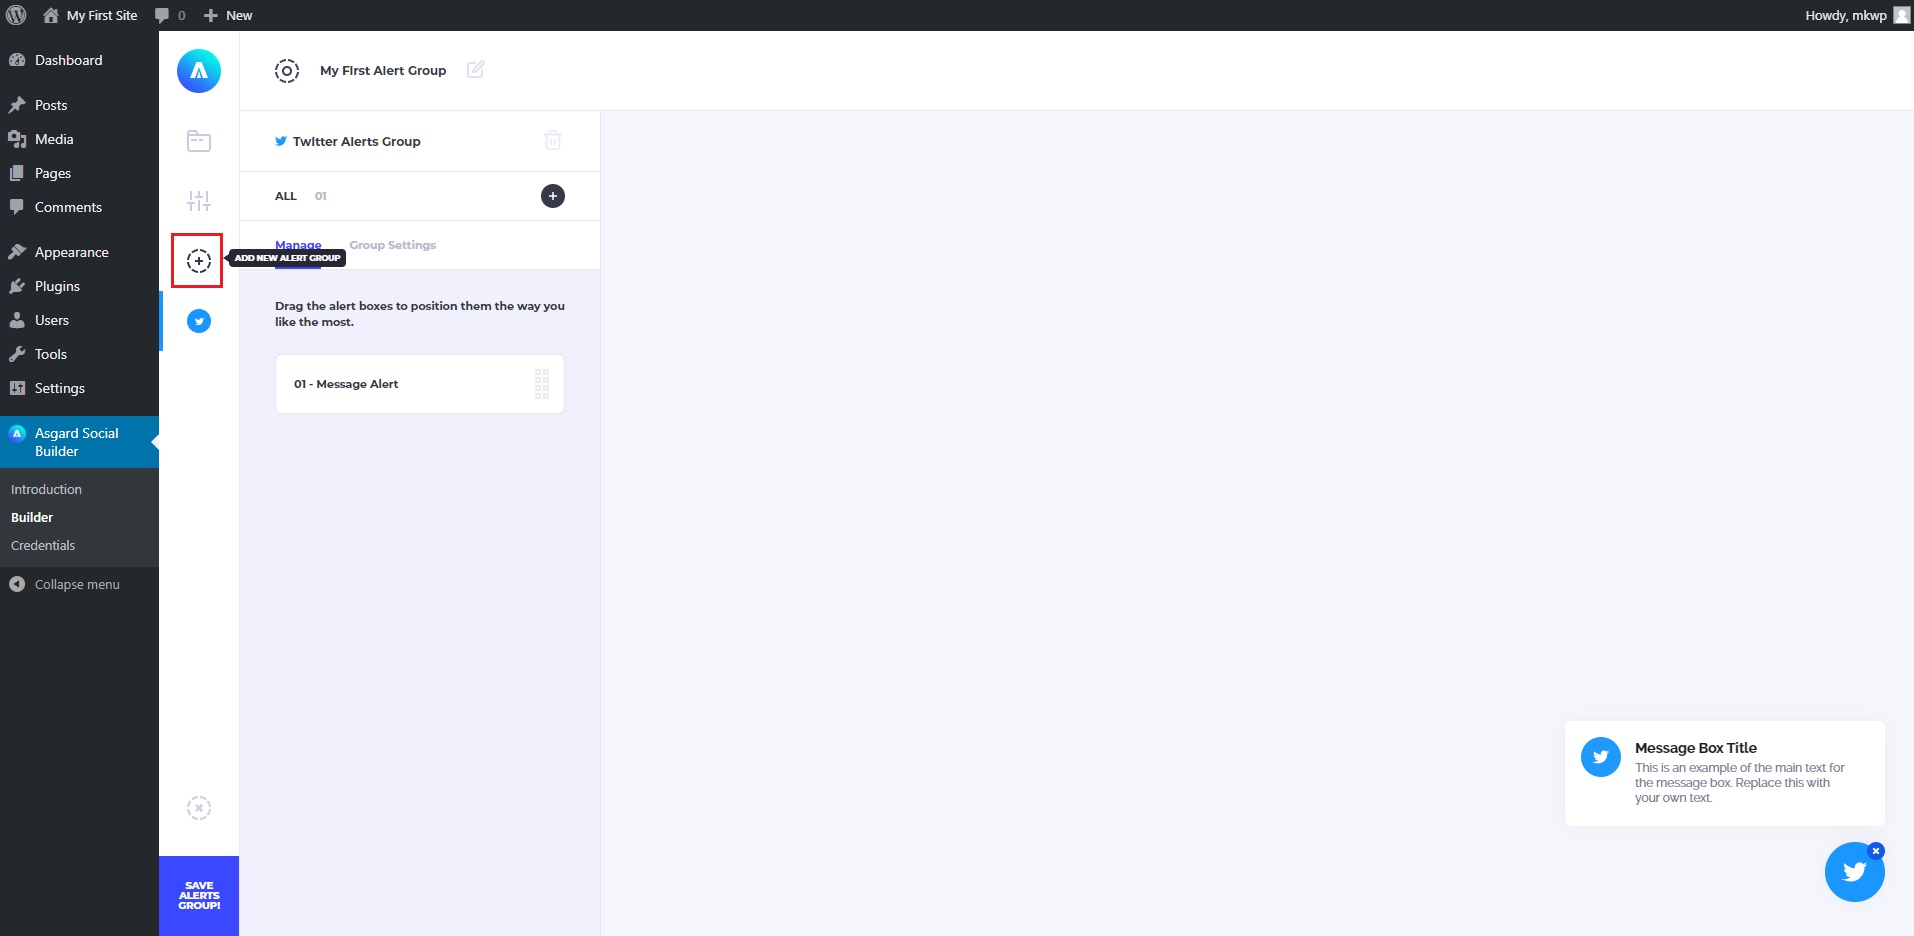 My First Site
0
New
Howdy, mkwp
Dashboard
Posts
Media
Pages
Comments
Appearance
Plugins
Users
Tools
Settings
Asgard Social
Builder
Introduction
Builder
Credentials
Collapse menu
ADD NEW ALERT GROUP
SAVE
ALERTS
GROUP!
My FIrst Alert Group
TwItter Alerts Group
ALL 01
Manage Group Settings
Drag the alert boxes to position them the way you
like the most.
01 - Message Alert
Message Box Title
This is an example of the main text for
the message box. Replace this with
your own text.